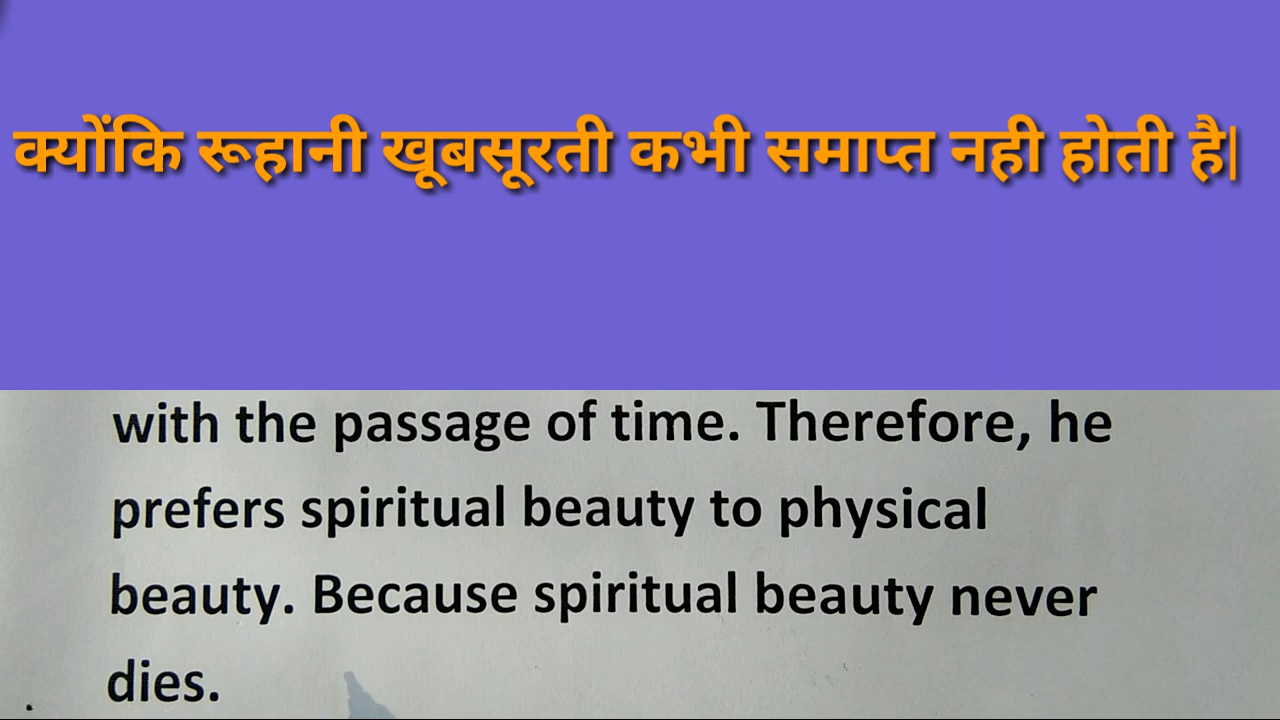 क्योंकि रूहानी खूबसूरती कभी समाप्त नही होती है|
with the passage of time. Therefore, he
prefers spiritual beauty to physical
beauty. Because spiritual beauty never
dies.